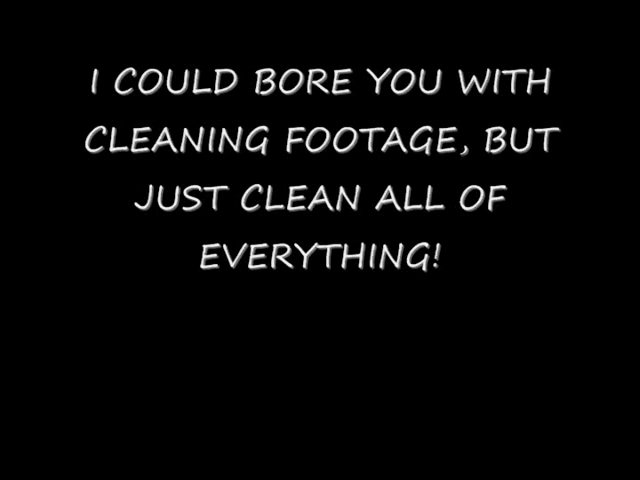 I COULD BORE YOU WITH
CLEANING FOOTAGE, BUT
JUST CLEAN ALL OF
EVERYTHING!